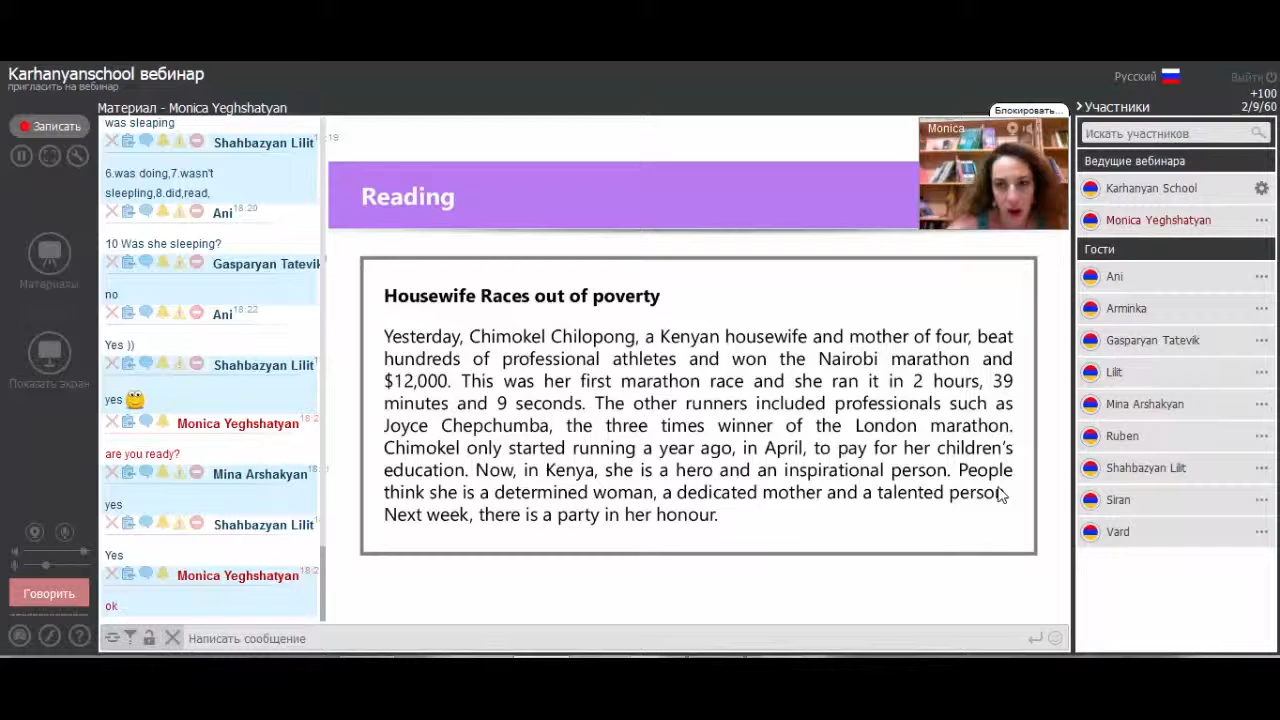 Karhanyanschool вебинар
пригласить на вебинар
Русский
Выйти
+100
Материал - Monica Yeghshatyan
Блокировать...
Участники
2/9/60
Записать
Материалы
Показать экран
Говорить
was sleaping
Shahbazyan Lilit
6.was doing,7.wasn't
sleepling,8.did,read,
Ani 18:20
10 Was she sleeping?
Gasparyan Tatevik
no
Ani 18:22
Yes ))
Shahbazyan Lilit
yes
Monica Yeghshatyan
are you ready?
Mina Arshakyan
yes
Shahbazyan Lilit
Yes
Monica Yeghshatyan
ok
Написать сообщение
Reading
Monica
Housewife Races out of poverty
Yesterday, Chimokel Chilopong, a Kenyan housewife and mother of four, beat
hundreds of professional athletes and won the Nairobi marathon and
$12,000. This was her first marathon race and she ran it in 2 hours, 39
minutes and 9 seconds. The other runners included professionals such as
Joyce Chepchumba, the three times winner of the London marathon.
Chimokel only started running a year ago, in April, to pay for her children's
education. Now, in Kenya, she is a hero and an inspirational person. People
think she is a determined woman, a dedicated mother and a talented person.
Next week, there is a party in her honour.
Искать участников
Ведущие вебинара
Karhanyan School
Monica Yeghshatyan
Гости
Ani
Arminka
Gasparyan Tatevik
Lilit
Mina Arshakyan
Ruben
Shahbazyan Lilit
Siran
Vard